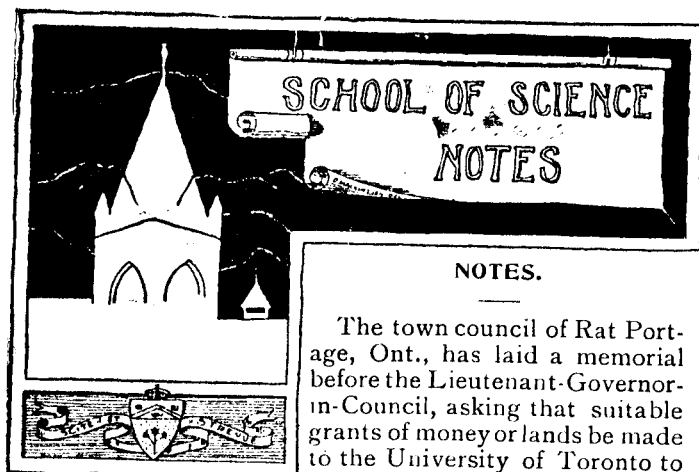 SCHOOL OF SCIENCE
NOTES
NOTES.
The town council of Rat Port-
age, Ont., has laid a memorial
before the Lieutenant-Governor-
in-Council, asking that suitable
grants of money or lands be made
to the University of Toronto to